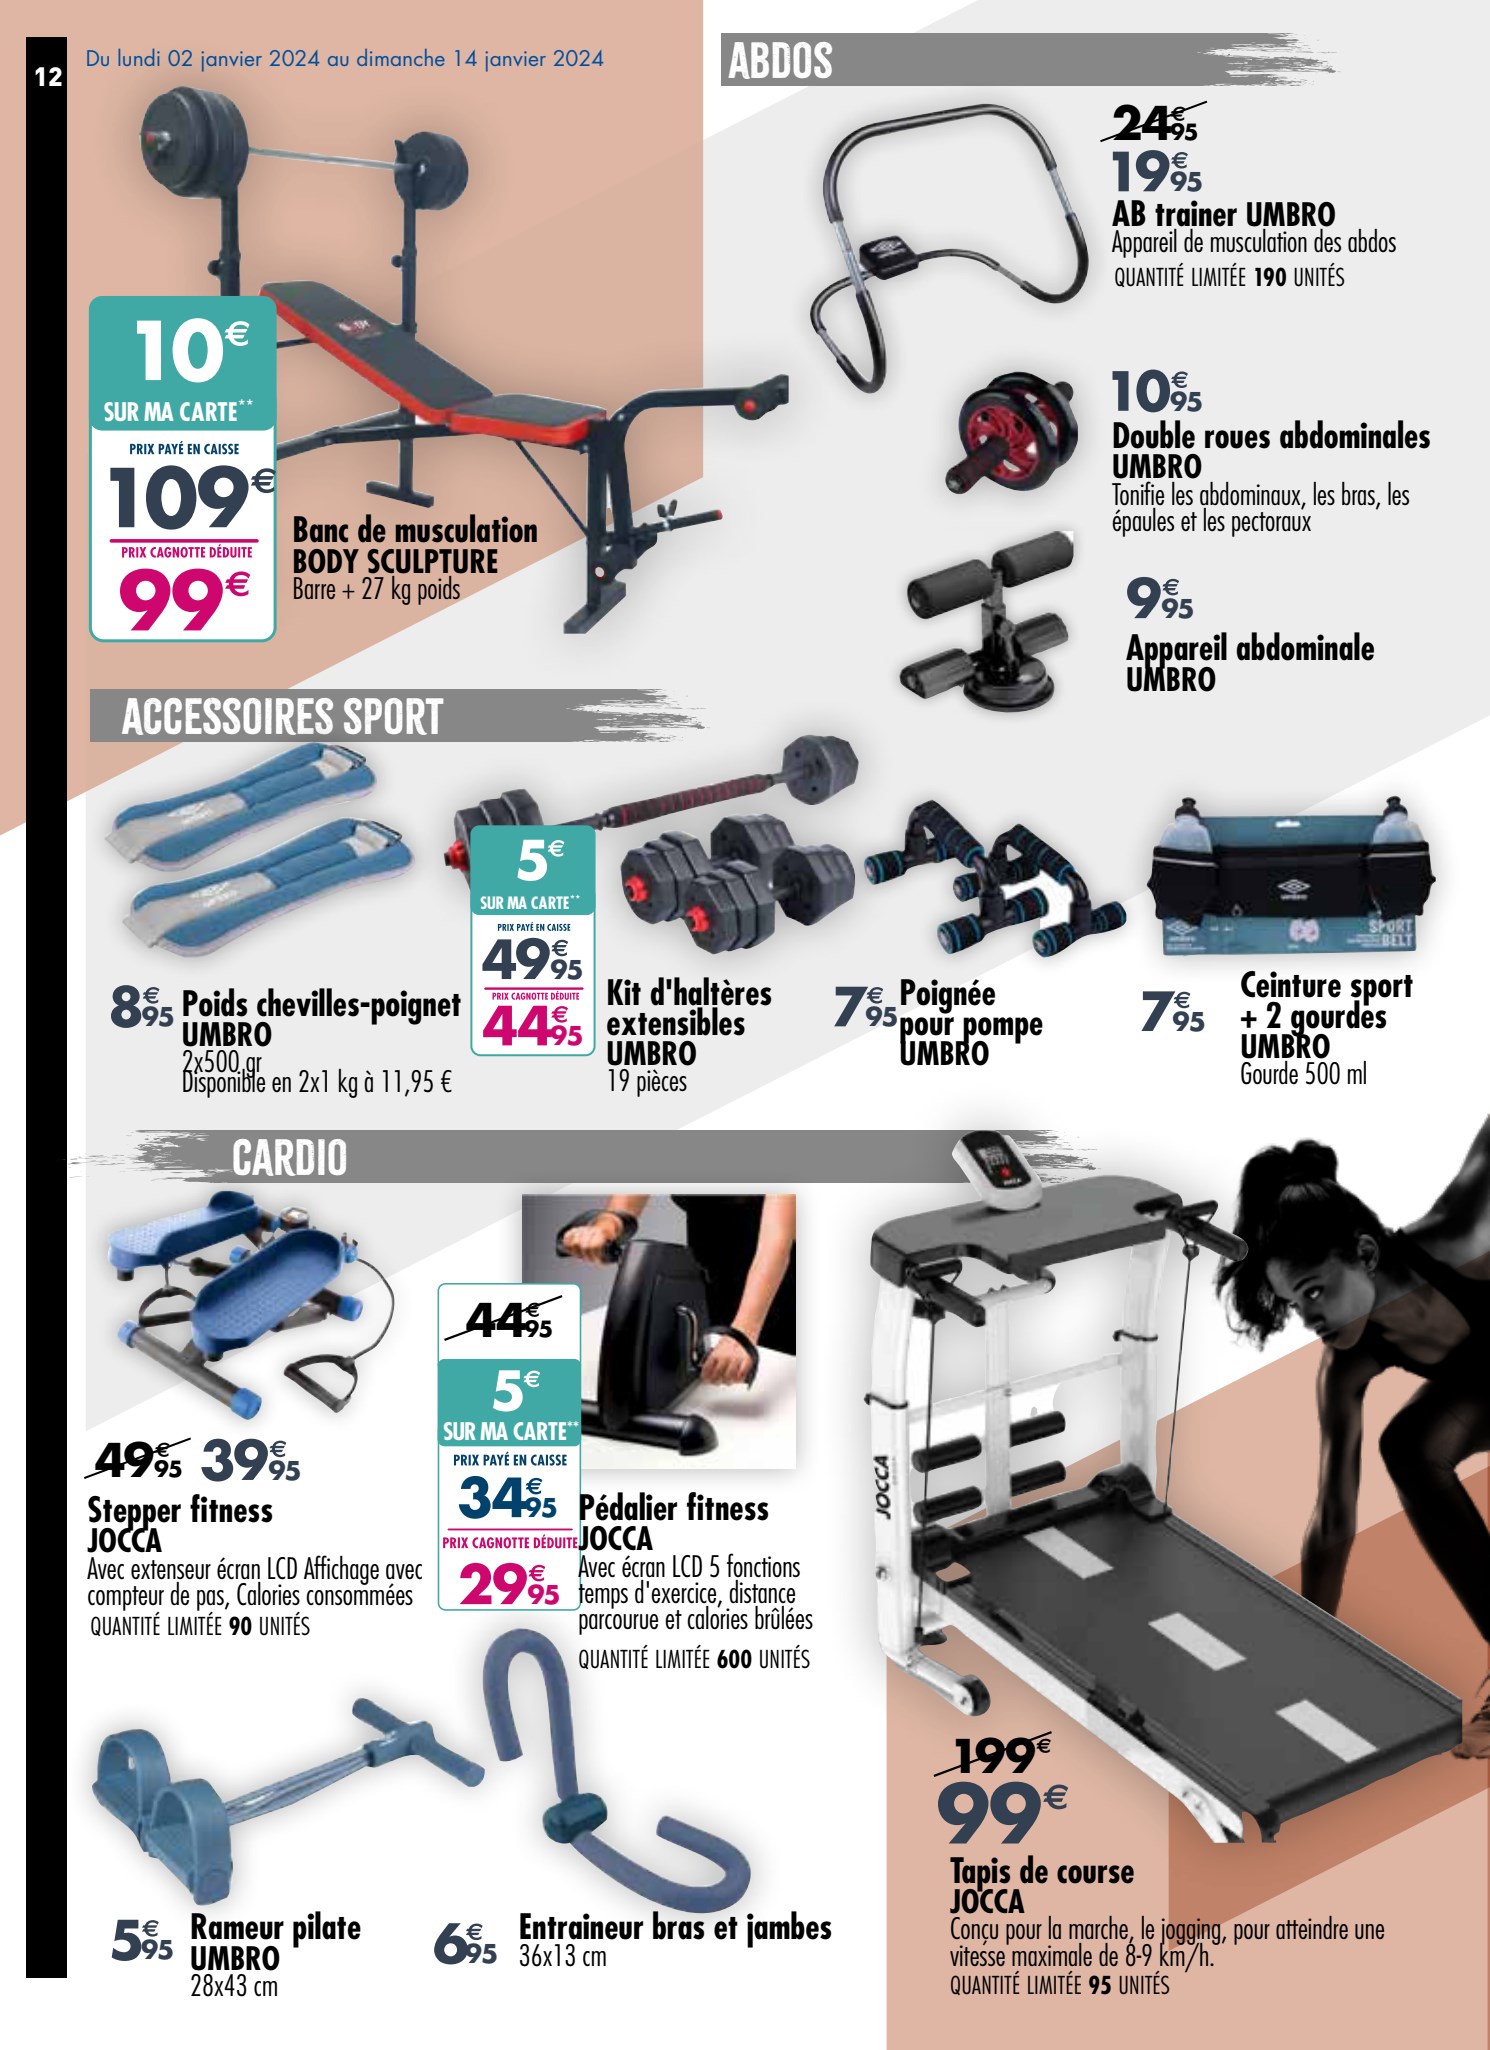 12
Du lundi 02 janvier 2024 au dimanche 14 janvier 2024
10€
SUR MA CARTE**
PRIX PAYÉ EN CAISSE
109€
PRIX CAGNOTTE DÉDUITE
99€
Banc de musculation
BODY SCULPTURE
Barre + 27 kg poids
ABDOS
24€95
19€95
AB trainer UMBRO
Appareil de musculation des abdos
QUANTITÉ LIMITÉE 190 UNITÉS
10€95
Double roues abdominales
UMBRO
Tonifie les abdominaux, les bras, les
épaules et les pectoraux
9€95
Appareil abdominale
UMBRO
ACCESSOIRES SPORT
8€95
Poids chevilles-poignet
UMBRO
2x500 gr
Disponible en 2x1 kg à 11,95 €
5€
SUR MA CARTE**
PRIX PAYÉ EN CAISSE
49€95
PRIX CAGNOTTE DÉDUITE
44€95
Kit d'haltères
extensibles
UMBRO
19 pièces
7€95
Poignée
pour pompe
UMBRO
umbro
SPORT
BELT
7€95
Ceinture sport
+ 2 gourdes
UMBRO
Gourde 500 ml
CARDIO
49€95 39€95
Stepper fitness
JOCCA
Avec extenseur écran LCD Affichage avec
compteur de pas, Calories consommées
QUANTITÉ LIMITÉE 90 UNITÉS
44€95
5€
SUR MA CARTE**
PRIX PAYÉ EN CAISSE
34€95
PRIX CAGNOTTE DÉDUITE
29€95
Pédalier fitness
JOCCA
Avec écran LCD 5 fonctions
temps d'exercice, distance
parcourue et calories brûlées
QUANTITÉ LIMITÉE 600 UNITÉS
JOCCA
5€95
Rameur pilate
UMBRO
28x43 cm
6€95
Entraineur bras et jambes
36x13 cm
199€
99€
Tapis de course
JOCCA
Conçu pour la marche, le jogging, pour atteindre une
vitesse maximale de 8-9 km/h.
QUANTITÉ LIMITÉE 95 UNITÉS